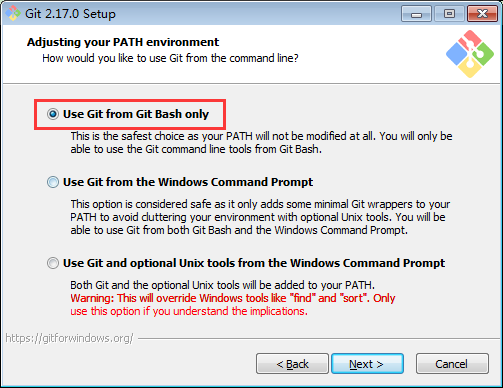 Git 2.17.0 Setup
Adjusting your PATH environment
How would you like to use Git from the command line?
Use Git from Git Bash only
This is the safest choice as your PATH will not be modified at all. You will only be
able to use the Git command line tools from Git Bash.
Use Git from the Windows Command Prompt
This option is considered safe as it only adds some minimal Git wrappers to your
PATH to avoid cluttering your environment with optional Unix tools. You will be
able to use Git from both Git Bash and the Windows Command Prompt.
Use Git and optional Unix tools from the Windows Command Prompt
Both Git and the optional Unix tools will be added to your PATH.
Warning: This will override Windows tools like "find" and "sort". Only
use this option if you understand the implications.
https://gitforwindows.org/
< Back Next > Cancel